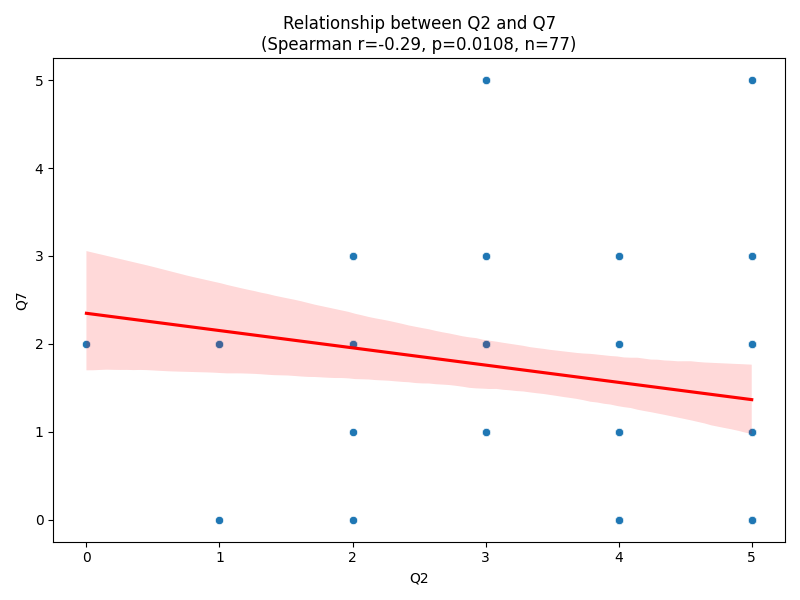 Relationship between Q2 and Q7
(Spearman r=-0.29, p=0.0108, n=77)
5
4
3
2
1
0
Q7
0 1 2 3 4 5
Q2